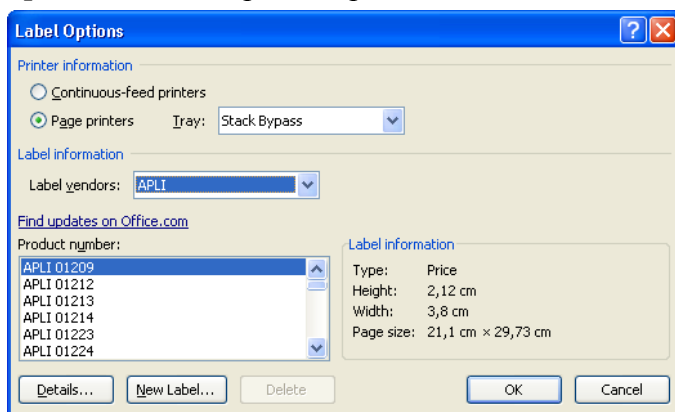 Label Options
Printer information
Continuous-feed printers
Page printers Tray: Stack Bypass
Label information
Label vendors: APLI
Find updates on Office.com
Product number:
APLI 01209
APLI 01212
APLI 01213
APLI 01214
APLI 01223
APLI 01224
Label information
Type: Price
Height: 2,12 cm
Width: 3,8 cm
Page size: 21,1 cm × 29,73 cm
Details... New Label... Delete OK Cancel